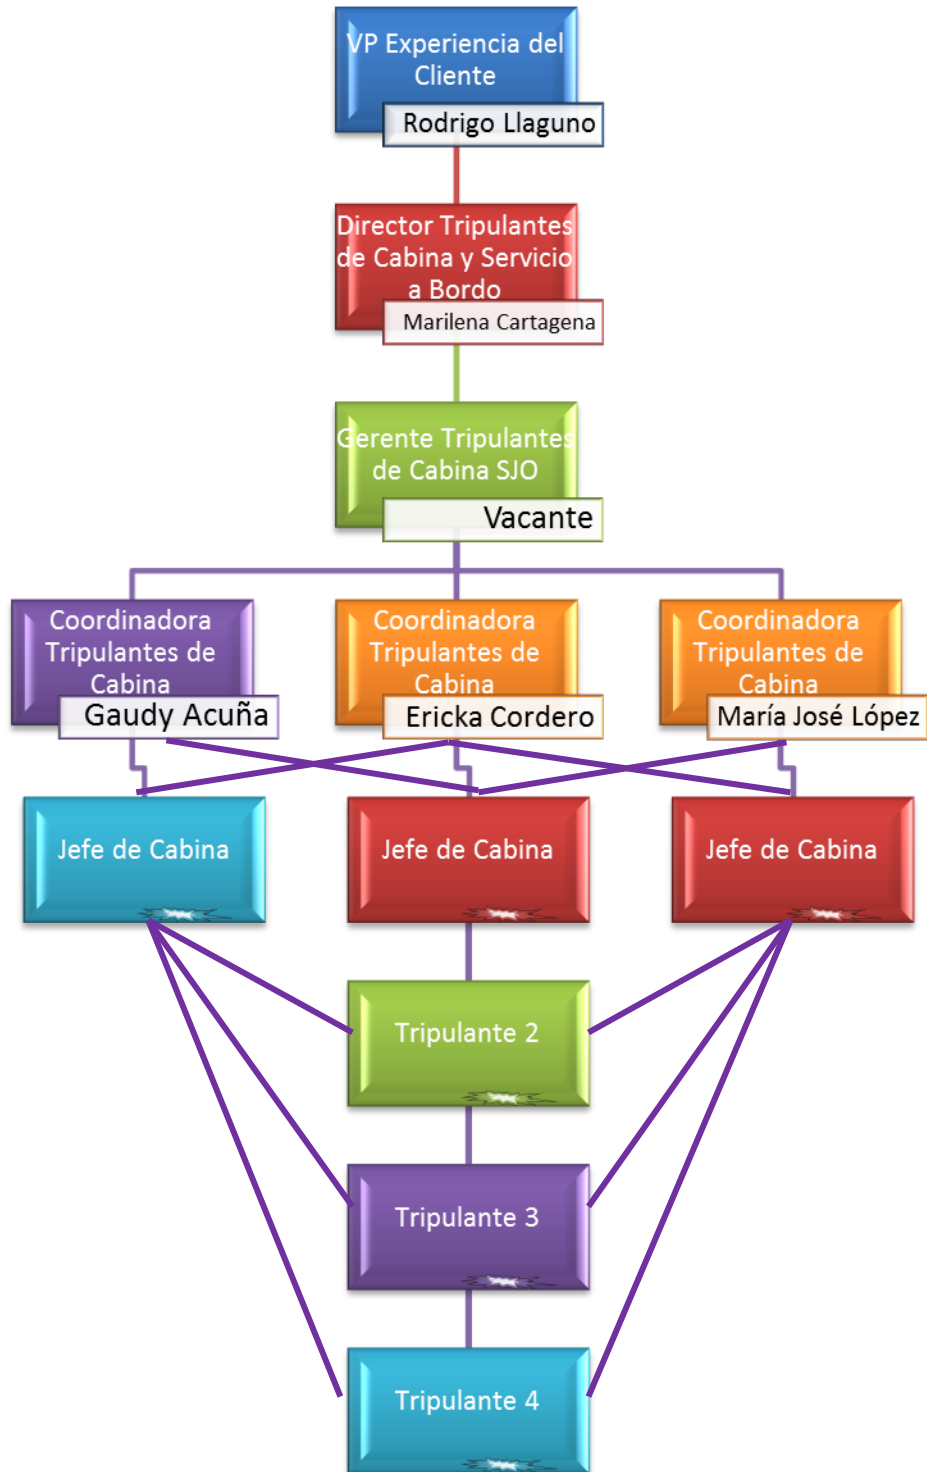 VP Experiencia del
Cliente
Rodrigo Llaguno
Director Tripulantes
de Cabina y Servicio
a Bordo
Marilena Cartagena
Gerente Tripulantes
de Cabina SJO
Vacante
Coordinadora
Tripulantes de
Cabina
Gaudy Acuña
Coordinadora
Tripulantes de
Cabina
Ericka Cordero
Coordinadora
Tripulantes de
Cabina
María José López
Jefe de Cabina
Jefe de Cabina
Jefe de Cabina
Tripulante 2
Tripulante 3
Tripulante 4